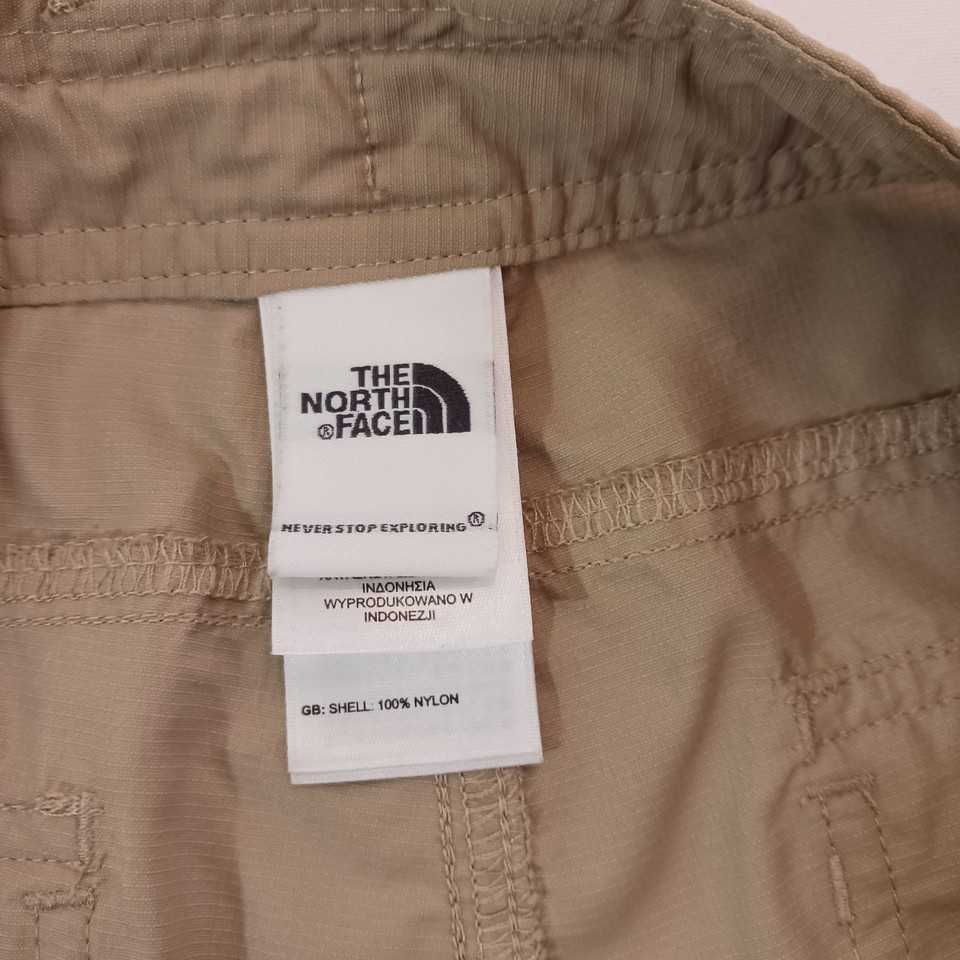 THE
NORTH
®FACE
NEVER STOP EXPLORING®
ΙΝΔΟΝΗΣΙΑ
WYPRODUKOWANO W
INDONEZJI
GB: SHELL: 100% NYLON